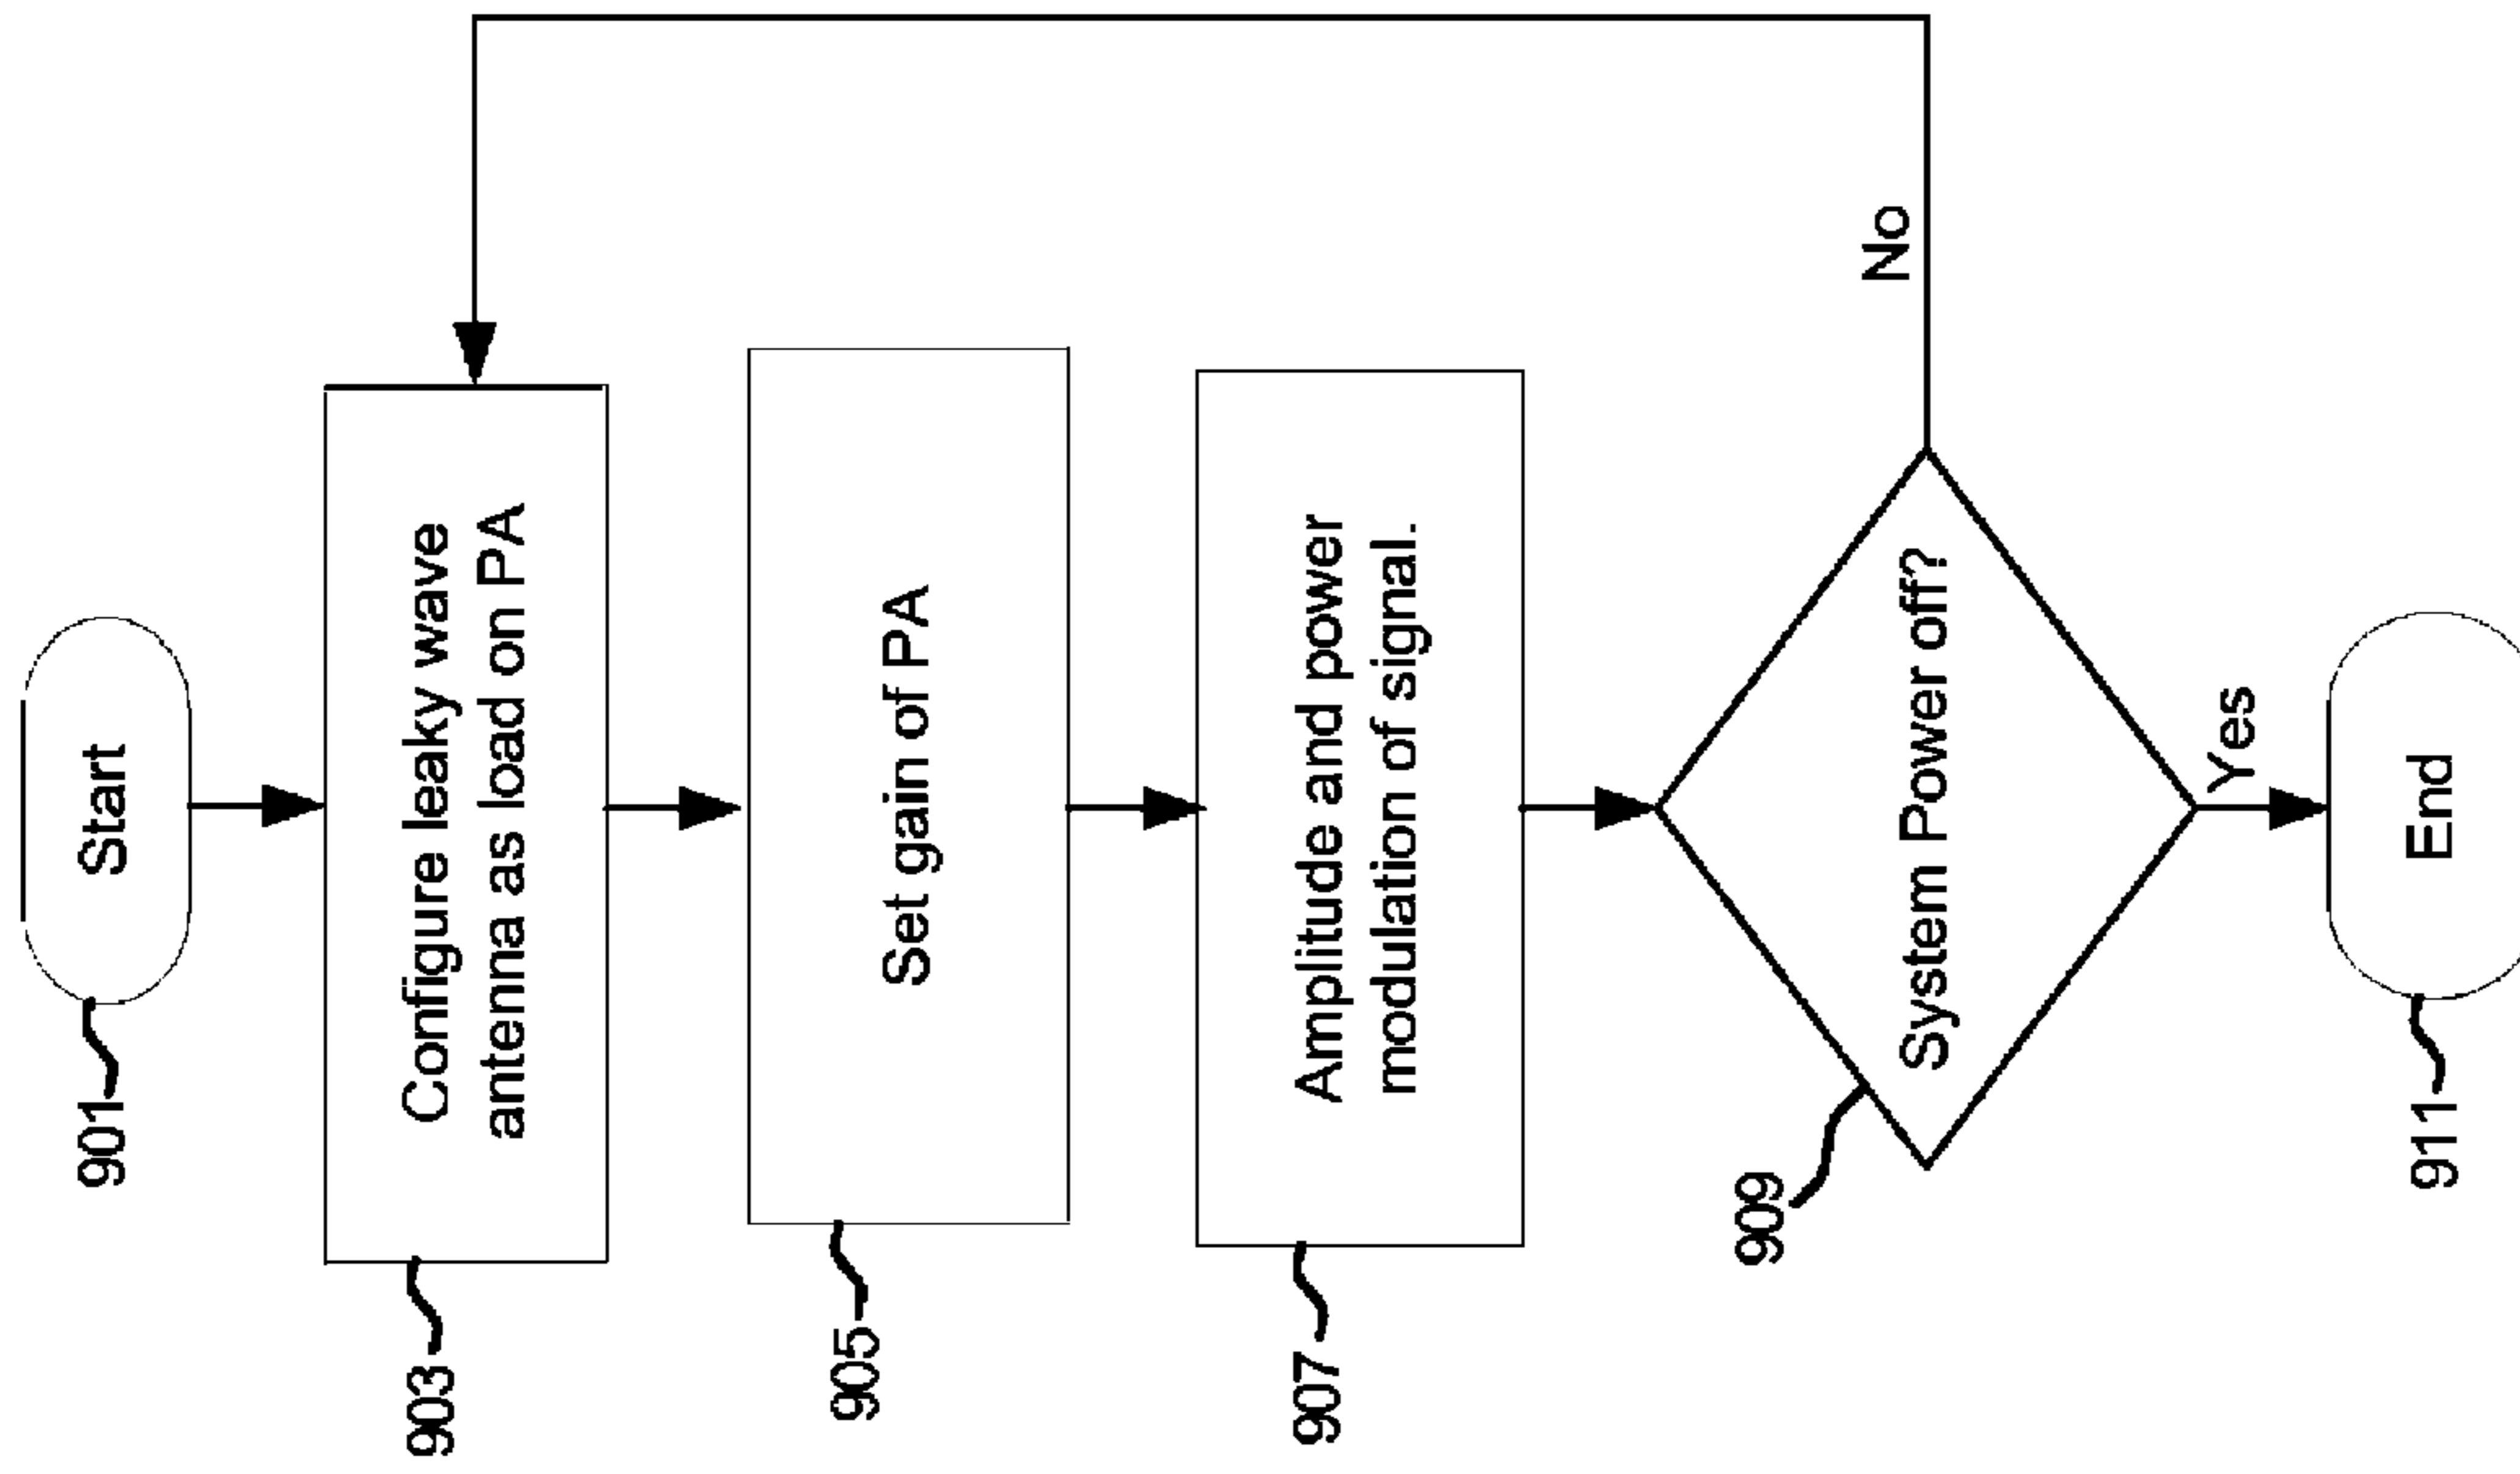 Start
901
Configure leaky wave
antenna as load on PA
903
Set gain of PA
905
Amplitude and power
modulation of signal.
907
System Power off?
909
No
Yes
End
911